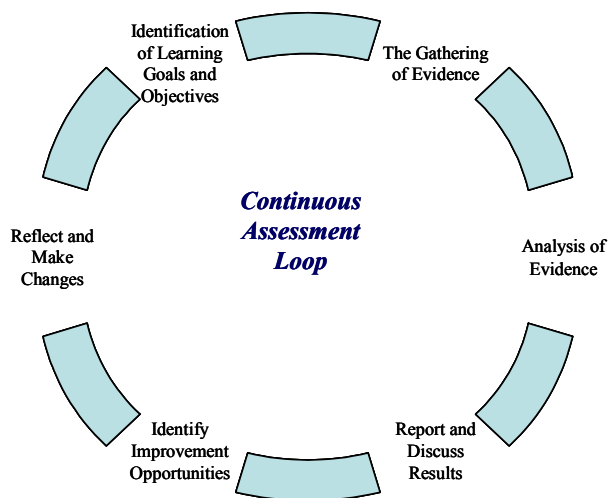 Identification
of Learning
Goals and
Objectives
The Gathering
of Evidence
Analysis of
Evidence
Report and
Discuss
Results
Identify
Improvement
Opportunities
Reflect and
Make
Changes
Continuous
Assessment
Loop